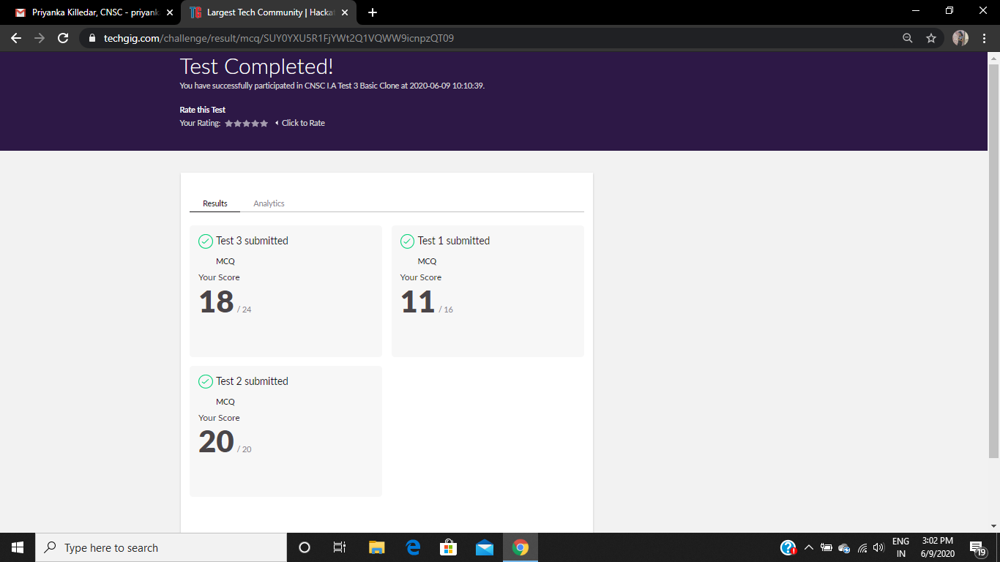 Priyanka Killedar, CNSC - priyank
Largest Tech Community | Hacka
techgig.com/challenge/result/mcq/SUY0YXU5R1FjYWt2Q1VQWW9icnpzQT09
Test Completed!
You have successfully participated in CNSC I.A Test 3 Basic Clone at 2020-06-09 10:10:39.
Rate this Test
Your Rating: Click to Rate
Results Analytics
Test 3 submitted
MCQ
Your Score
18 / 24
Test 1 submitted
MCQ
Your Score
11 / 16
Test 2 submitted
MCQ
Your Score
20 / 20
Type here to search
ENG
IN
3:02 PM
6/9/2020
19